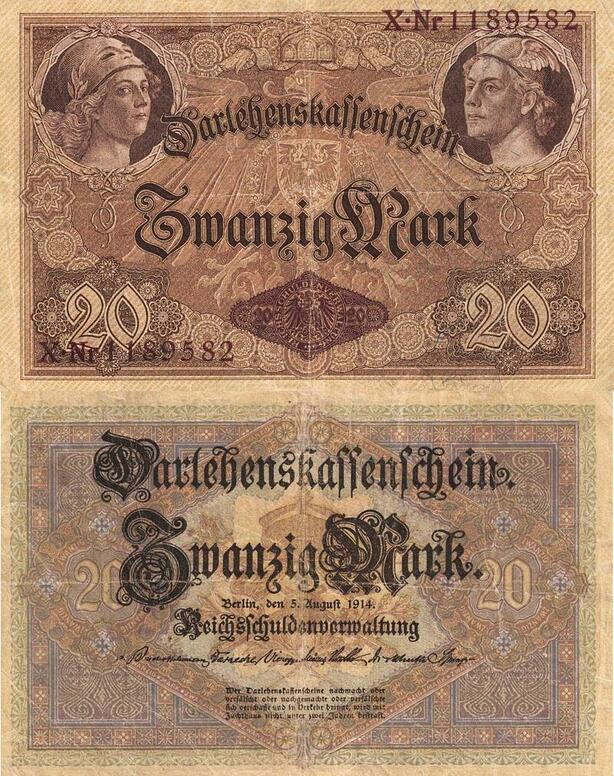 X·Nr 1189582
Darlehenskassenschein
Zwanzig Mark
20 20
20 20
X·Nr 1189582
Darlehenskassenschein.
Zwanzig Mark.
20 20
Berlin, den 5. August 1914.
Reichsschuldenverwaltung
Wer Darlehenskassenscheine nachmacht oder
verfälscht oder nachgemachte oder verfälschte
sich verschafft und in Verkehr bringt, wird mit
Zuchthaus nicht unter zwei Jahren bestraft.